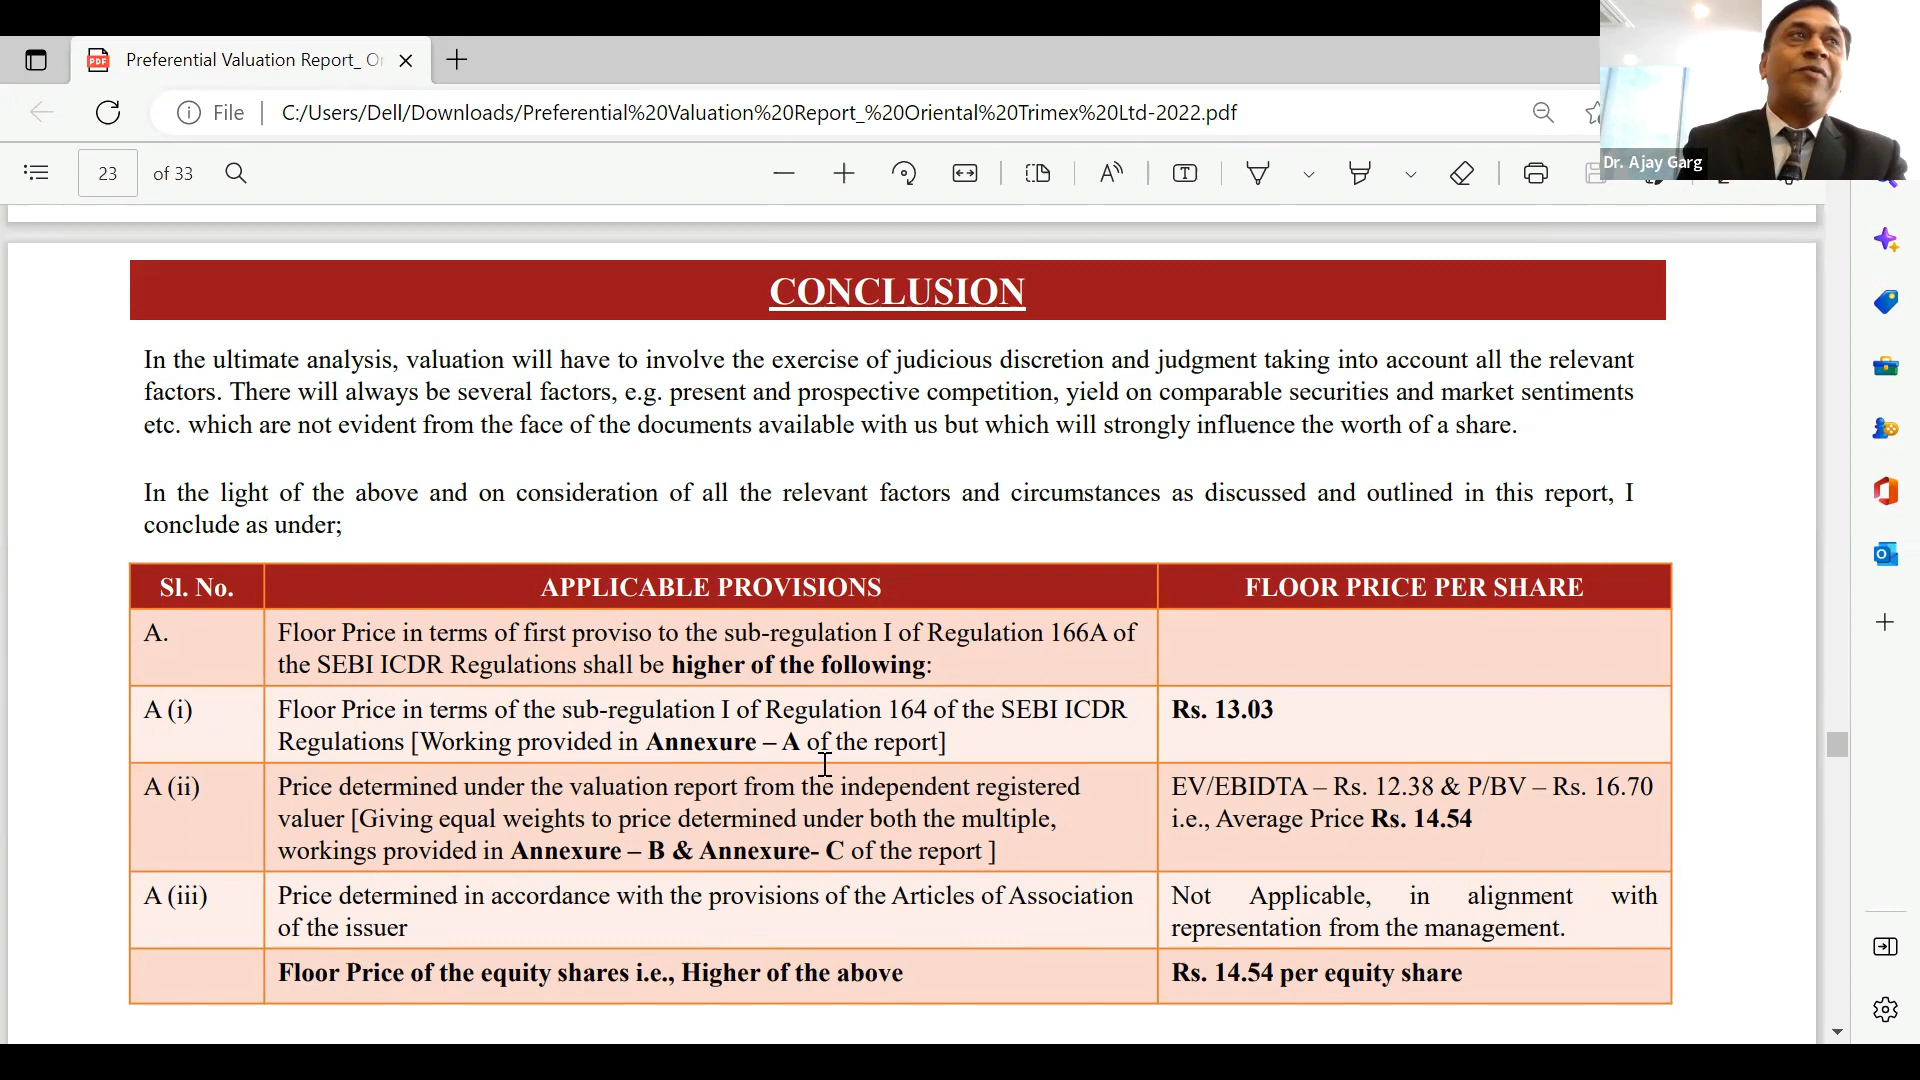 Preferential Valuation Report_ Or
File
C:/Users/Dell/Downloads/Preferential%20Valuation%20Report_%20Oriental%20Trimex%20Ltd-2022.pdf
23 of 33
Dr. Ajay Garg
CONCLUSION
In the ultimate analysis, valuation will have to involve the exercise of judicious discretion and judgment taking into account all the relevant
factors. There will always be several factors, e.g. present and prospective competition, yield on comparable securities and market sentiments
etc. which are not evident from the face of the documents available with us but which will strongly influence the worth of a share.
In the light of the above and on consideration of all the relevant factors and circumstances as discussed and outlined in this report, I
conclude as under;
Sl. No. APPLICABLE PROVISIONS FLOOR PRICE PER SHARE
A. Floor Price in terms of first proviso to the sub-regulation I of Regulation 166A of
the SEBI ICDR Regulations shall be higher of the following:
A (i) Floor Price in terms of the sub-regulation I of Regulation 164 of the SEBI ICDR Rs. 13.03
Regulations [Working provided in Annexure – A of the report]
A (ii) Price determined under the valuation report from the independent registered EV/EBIDTA – Rs. 12.38 & P/BV – Rs. 16.70
valuer [Giving equal weights to price determined under both the multiple, i.e., Average Price Rs. 14.54
workings provided in Annexure – B & Annexure- C of the report ]
A (iii) Price determined in accordance with the provisions of the Articles of Association Not Applicable, in alignment with
of the issuer representation from the management.
Floor Price of the equity shares i.e., Higher of the above Rs. 14.54 per equity share